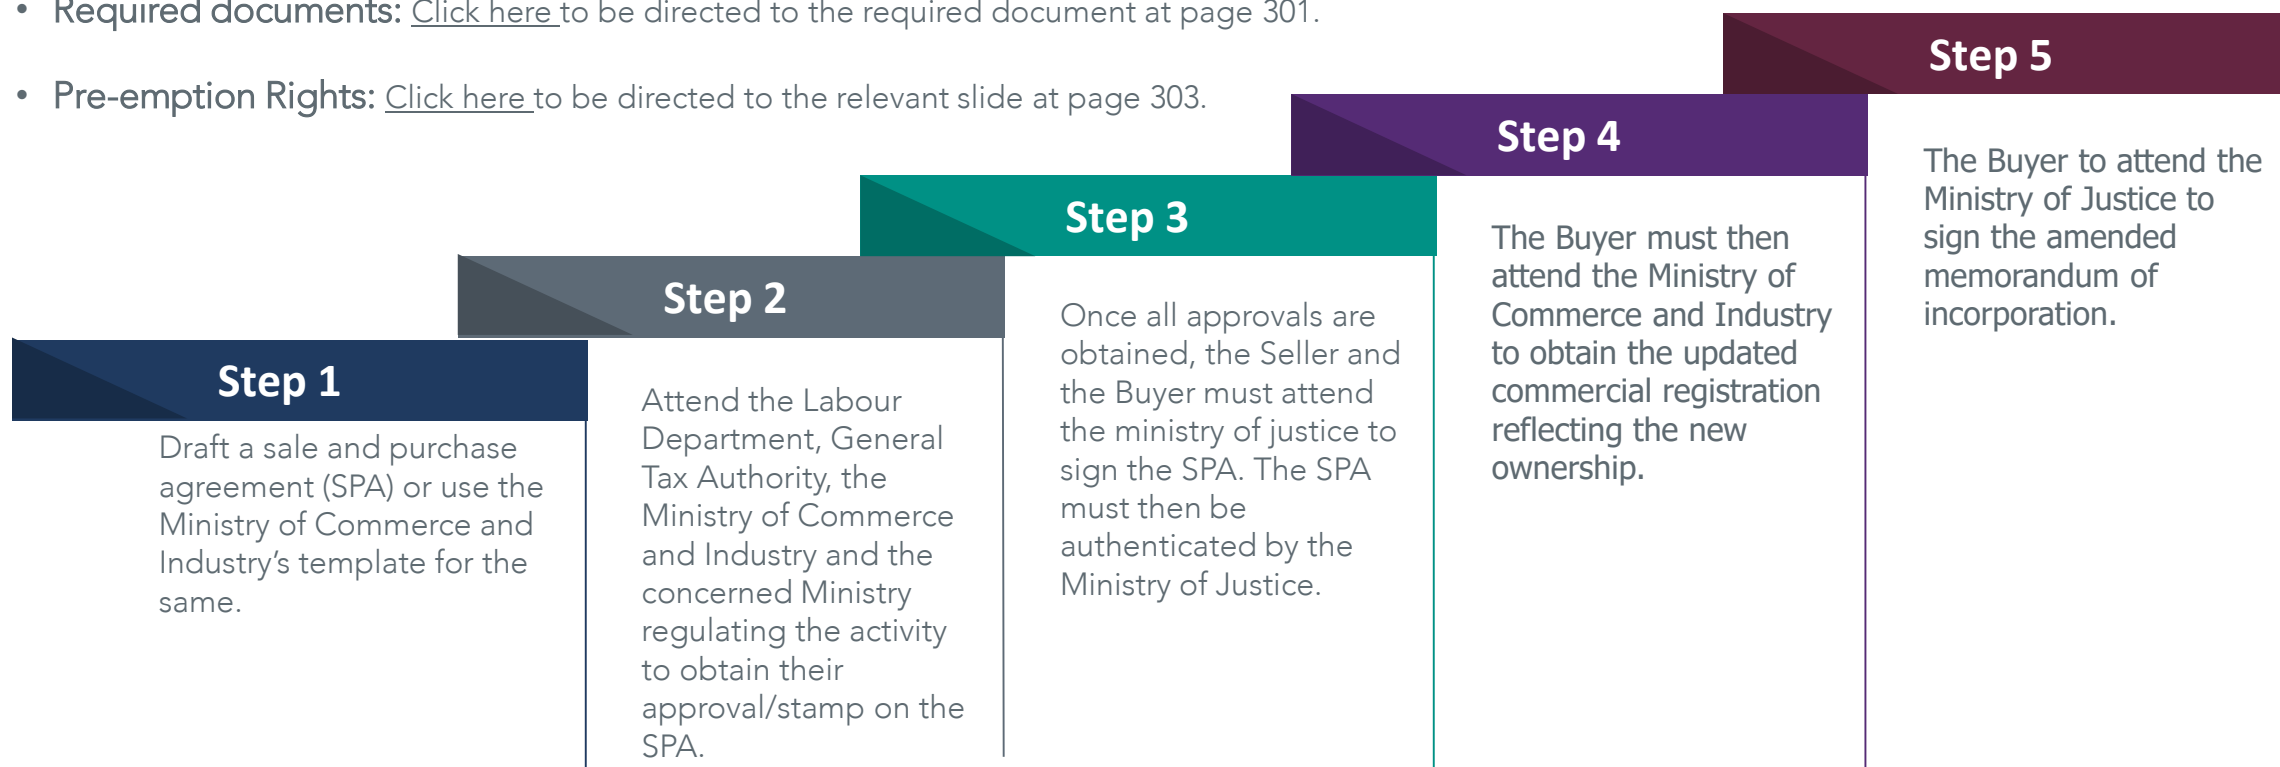 • Required documents: Click here to be directed to the required document at page 301.
• Pre-emption Rights: Click here to be directed to the relevant slide at page 303.
Step 1
Draft a sale and purchase
agreement (SPA) or use the
Ministry of Commerce and
Industry’s template for the
same.
Step 2
Attend the Labour
Department, General
Tax Authority, the
Ministry of Commerce
and Industry and the
concerned Ministry
regulating the activity
to obtain their
approval/stamp on the
SPA.
Step 3
Once all approvals are
obtained, the Seller and
the Buyer must attend
the ministry of justice to
sign the SPA. The SPA
must then be
authenticated by the
Ministry of Justice.
Step 4
The Buyer must then
attend the Ministry of
Commerce and Industry
to obtain the updated
commercial registration
reflecting the new
ownership.
Step 5
The Buyer to attend the
Ministry of Justice to
sign the amended
memorandum of
incorporation.